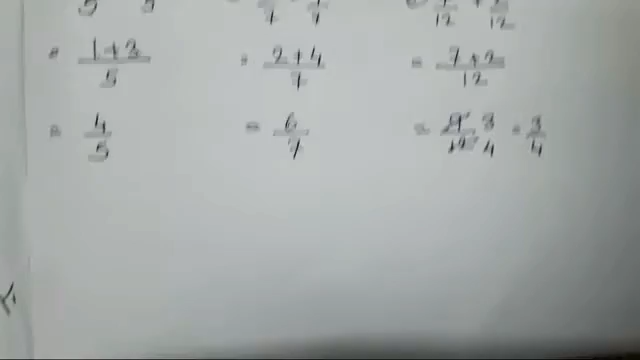 = 1+3/5 = 2+4/7 = 7+2/12
= 4/5 = 6/7 = 9/12 3/4 = 3/4